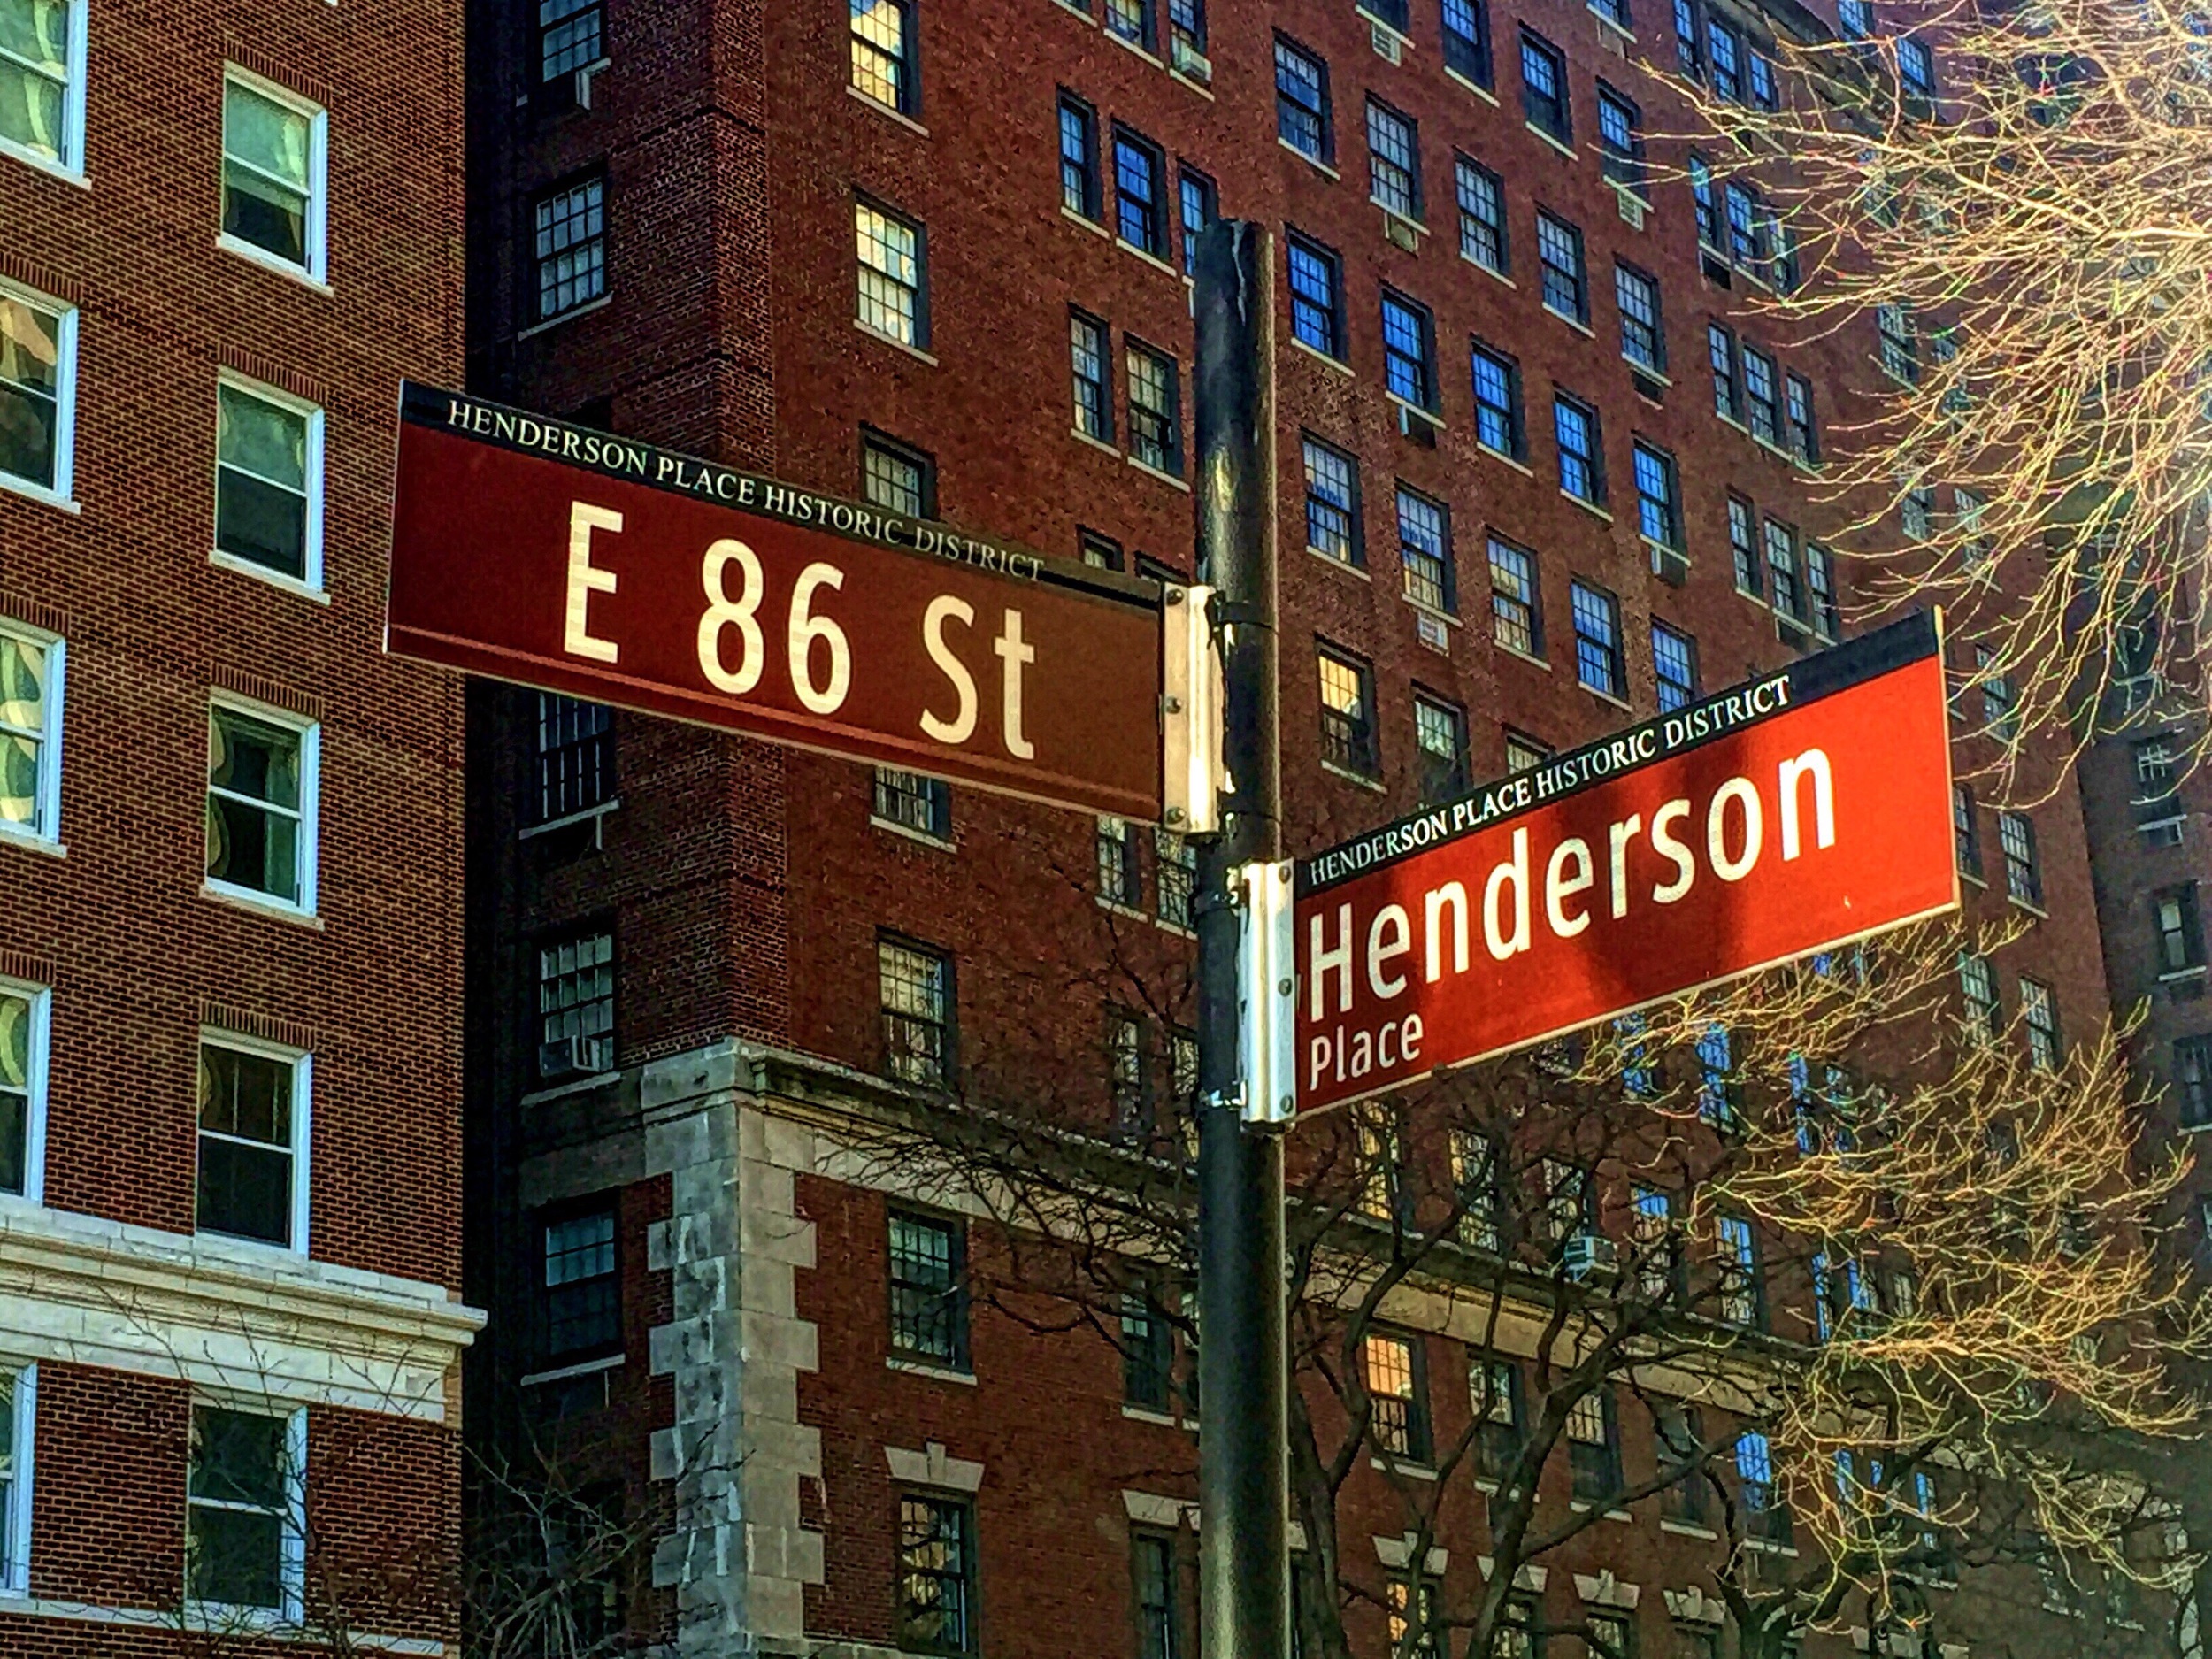 HENDERSON PLACE HISTORIC DISTRICT
E 86 St
HENDERSON PLACE HISTORIC DISTRICT
Henderson
Place